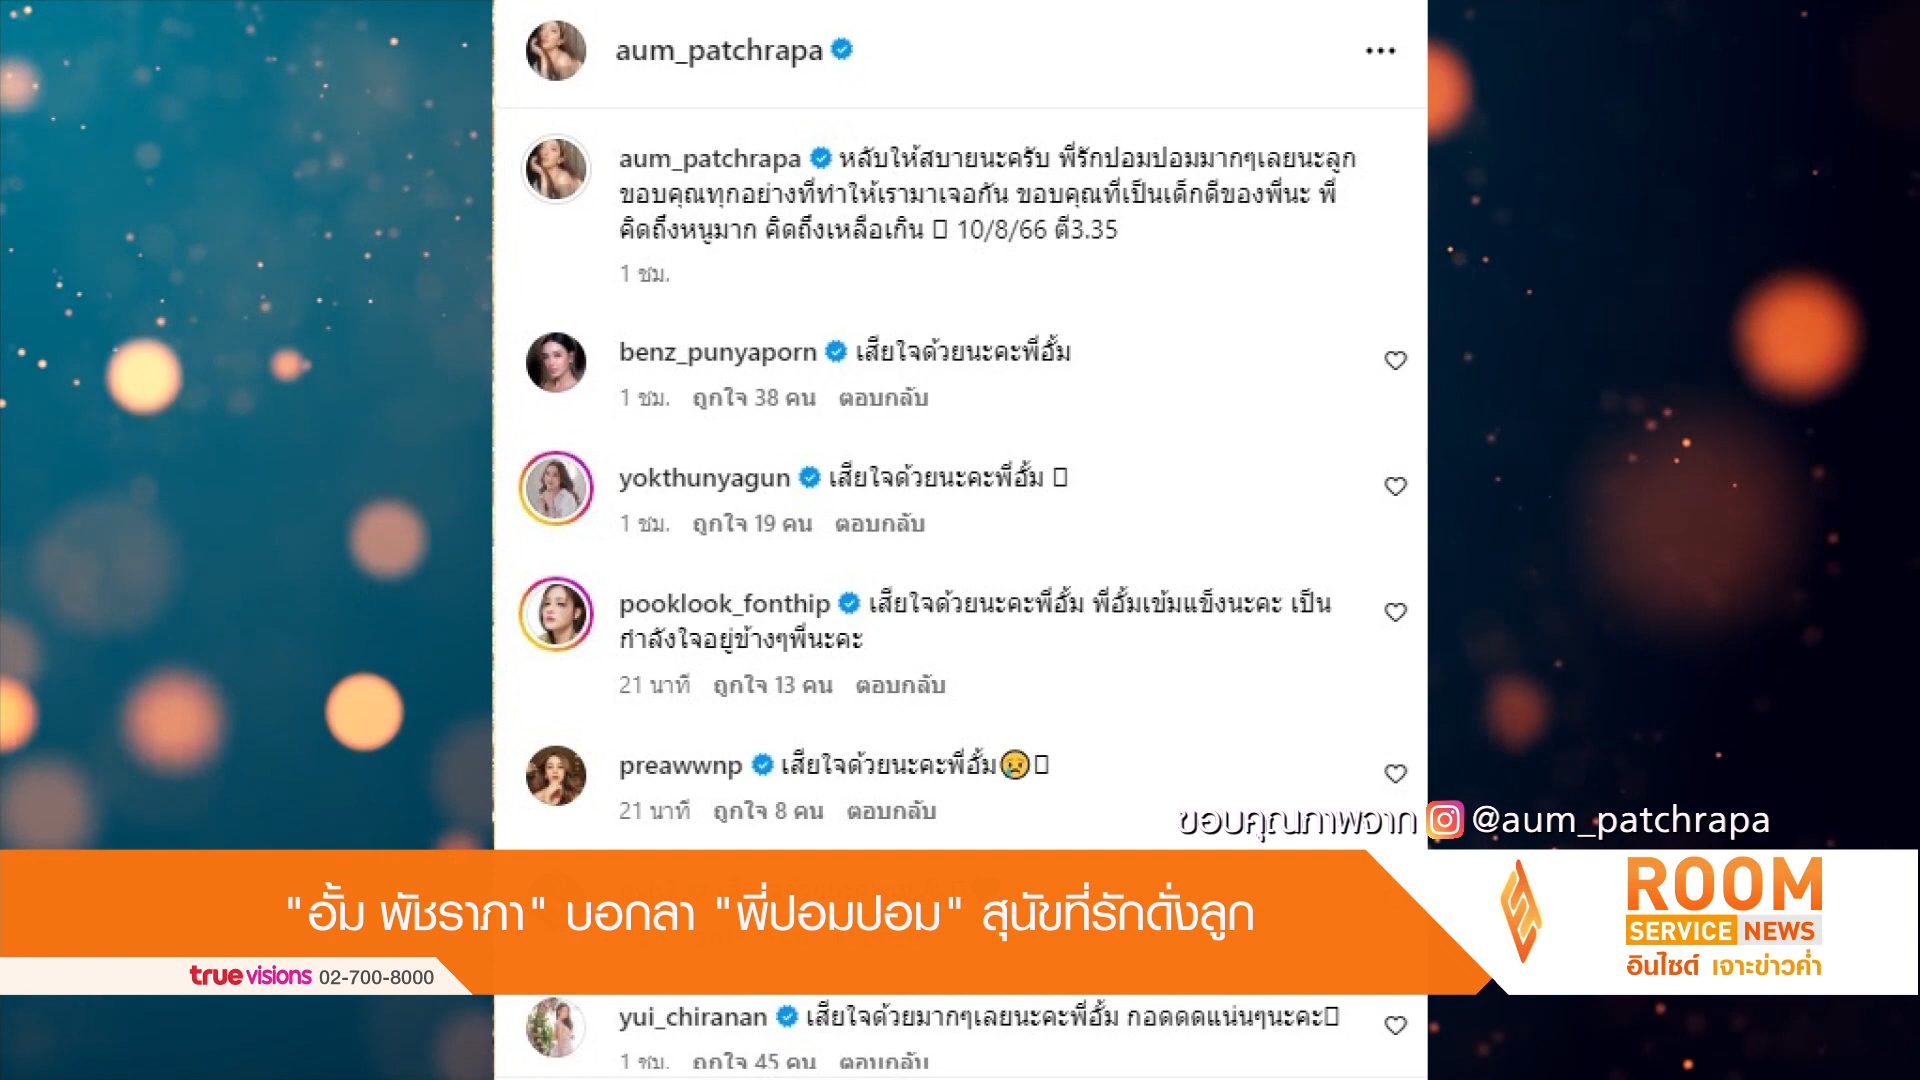 aum_patchrapa
aum_patchrapa หลับให้สบายนะครับ พี่รักปอมปอมมากๆเลยนะลูก
ขอบคุณทุกอย่างที่ทำให้เรามาเจอกัน ขอบคุณที่เป็นเด็กดีของพี่นะ พี่
คิดถึงหนูมาก คิดถึงเหลือเกิน 10/8/66 ตี3.35
1 ชม.
benz_punyaporn เสียใจด้วยนะคะพี่อั้ม
1 ชม. ถูกใจ 38 คน ตอบกลับ
yokthunyagun เสียใจด้วยนะคะพี่อั้ม
1 ชม. ถูกใจ 19 คน ตอบกลับ
pooklook_fonthip เสียใจด้วยนะคะพี่อั้ม พี่อั้มเข้มแข็งนะคะ เป็น
กำลังใจอยู่ข้างๆพี่นะคะ
21 นาที ถูกใจ 13 คน ตอบกลับ
preawwnp เสียใจด้วยนะคะพี่อั้ม😥
21 นาที ถูกใจ 8 คน ตอบกลับ
ขอบคุณภาพจาก @aum_patchrapa
"อั้ม พัชราภา" บอกลา "พี่ปอมปอม" สุนัขที่รักดั่งลูก
ROOM
SERVICE NEWS
อินไซด์ เจาะข่าวค่ำ
truevisions 02-700-8000
yui_chiranan เสียใจด้วยมากๆเลยนะคะพี่อั้ม กอดดดแน่นๆนะคะ
1 ชม. ถูกใจ 45 คน ตอบกลับ